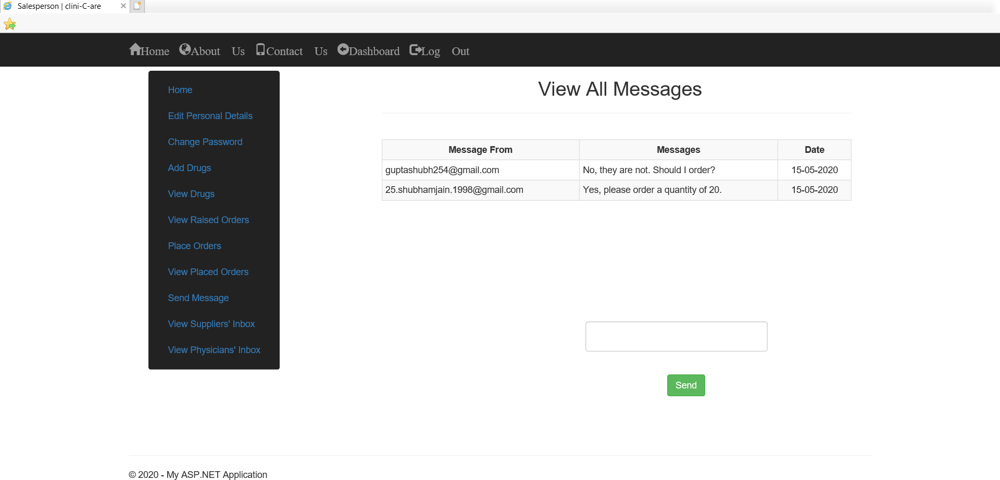 Salesperson | clini-C-are
Home About Us Contact Us Dashboard Log Out
Home
Edit Personal Details
Change Password
Add Drugs
View Drugs
View Raised Orders
Place Orders
View Placed Orders
Send Message
View Suppliers' Inbox
View Physicians' Inbox
View All Messages
Message From Messages Date
guptashubh254@gmail.com No, they are not. Should I order? 15-05-2020
25.shubhamjain.1998@gmail.com Yes, please order a quantity of 20. 15-05-2020
Send
© 2020 - My ASP.NET Application